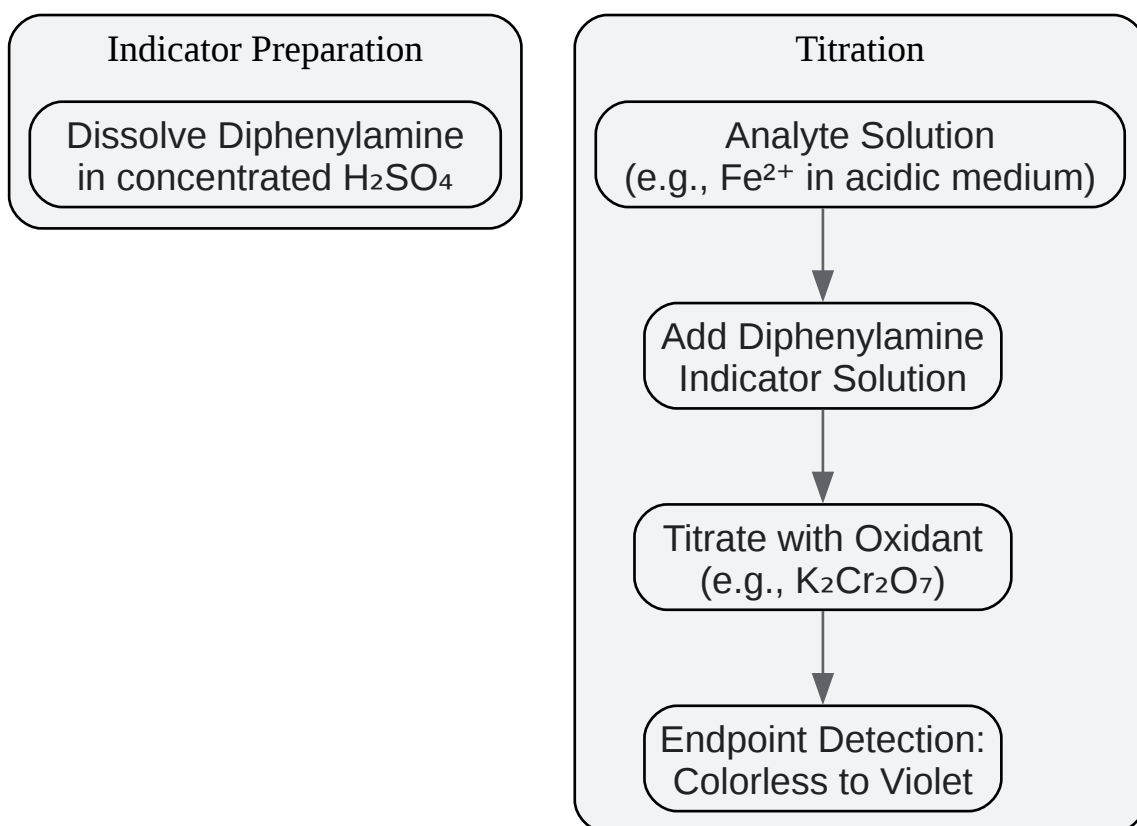 Indicator Preparation
Dissolve Diphenylamine
in concentrated H₂SO₄
Titration
Analyte Solution
(e.g., Fe²⁺ in acidic medium)
Add Diphenylamine
Indicator Solution
Titrate with Oxidant
(e.g., K₂Cr₂O₇)
Endpoint Detection:
Colorless to Violet